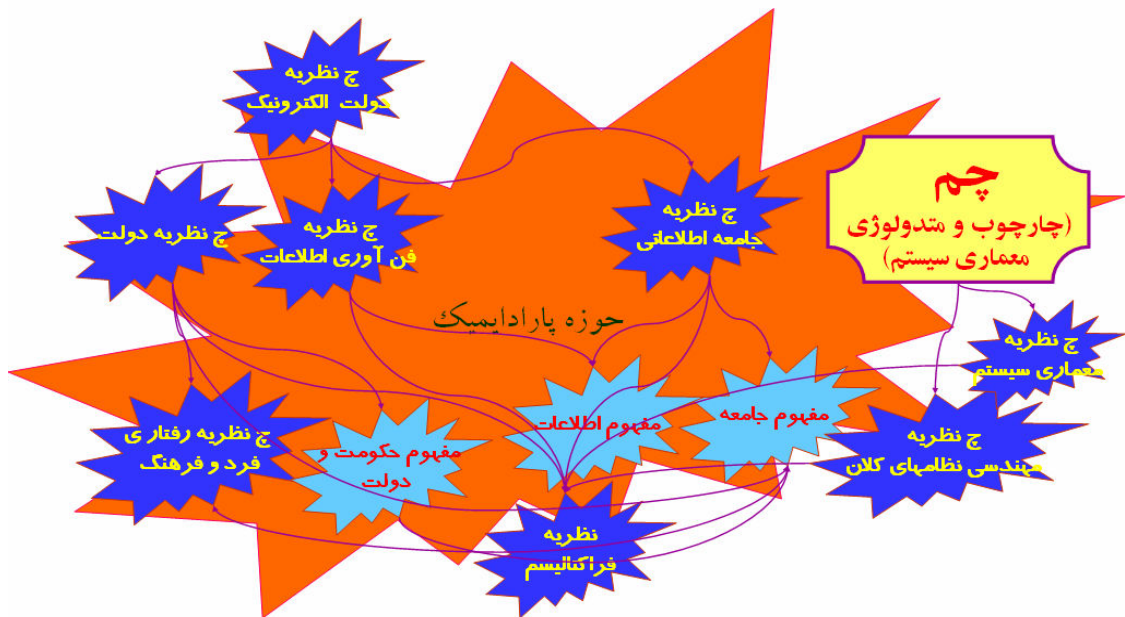 چ نظریه
دولت الکترونیک
چم
(چارچوب و متدولوژی
معماری سیستم)
چ نظریه
جامعه اطلاعاتی
چ نظریه
فن آوری اطلاعات
چ نظریه دولت
حوزه پارادایمیک
چ نظریه
معماری سیستم
مفهوم جامعه
مفهوم اطلاعات
چ نظریه رفتاری
فرد و فرهنگ
مفهوم حکومت و
دولت
چ نظریه
مهندسی نظامهای کلان
نظریه
فراکتالیسم